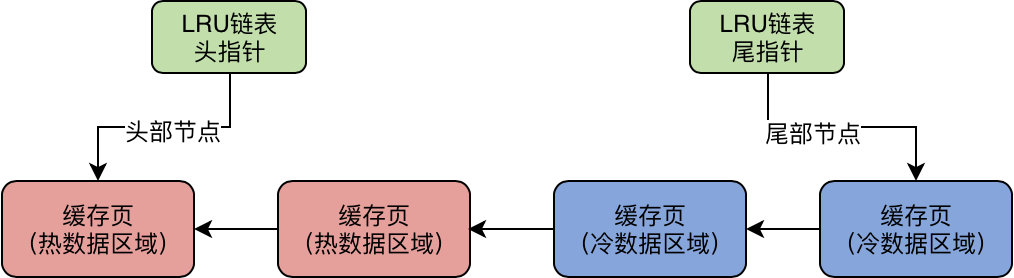 LRU链表
头指针
LRU链表
尾指针
头部节点
尾部节点
缓存页
（热数据区域）
缓存页
（热数据区域）
缓存页
（冷数据区域）
缓存页
（冷数据区域）